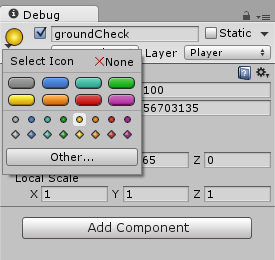 Debug
groundCheck
Static
Select Icon
None
Layer
Player
100
56703135
Other...
65
Z
0
Local Scale
X
1
Y
1
Z
1
Add Component